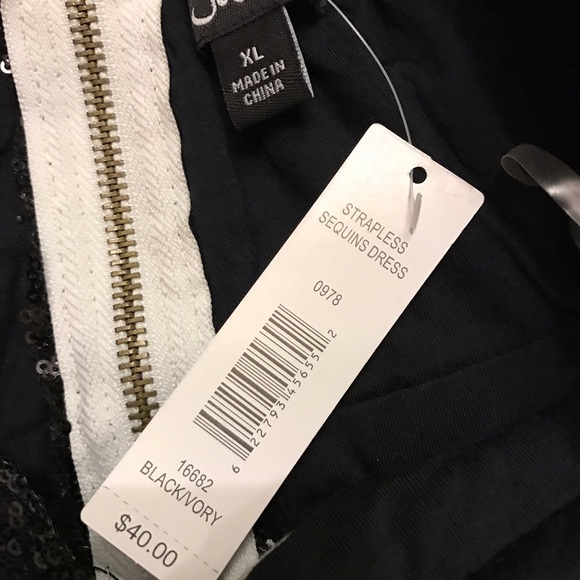 XL
MADE IN
CHINA
STRAPLESS
SEQUINS DRESS
0978
6 22793 45655 2
16682
BLACK/IVORY
$40.00